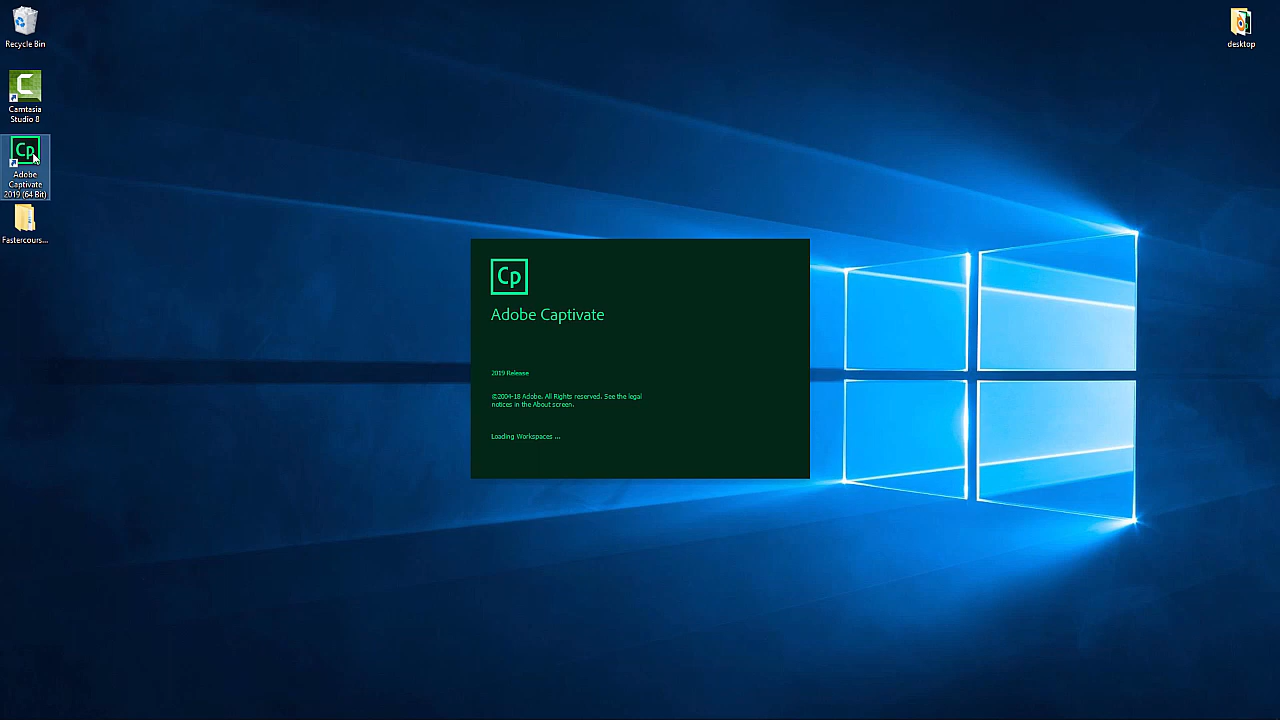 Recycle Bin
Camtasia
Studio 8
Cp
Adobe
Captivate
2019 (64 Bit)
Fastercours...
desktop
Cp
Adobe Captivate
2019 Release
©2004-18 Adobe. All Rights reserved. See the legal
notices in the About screen.
Loading Workspaces ...